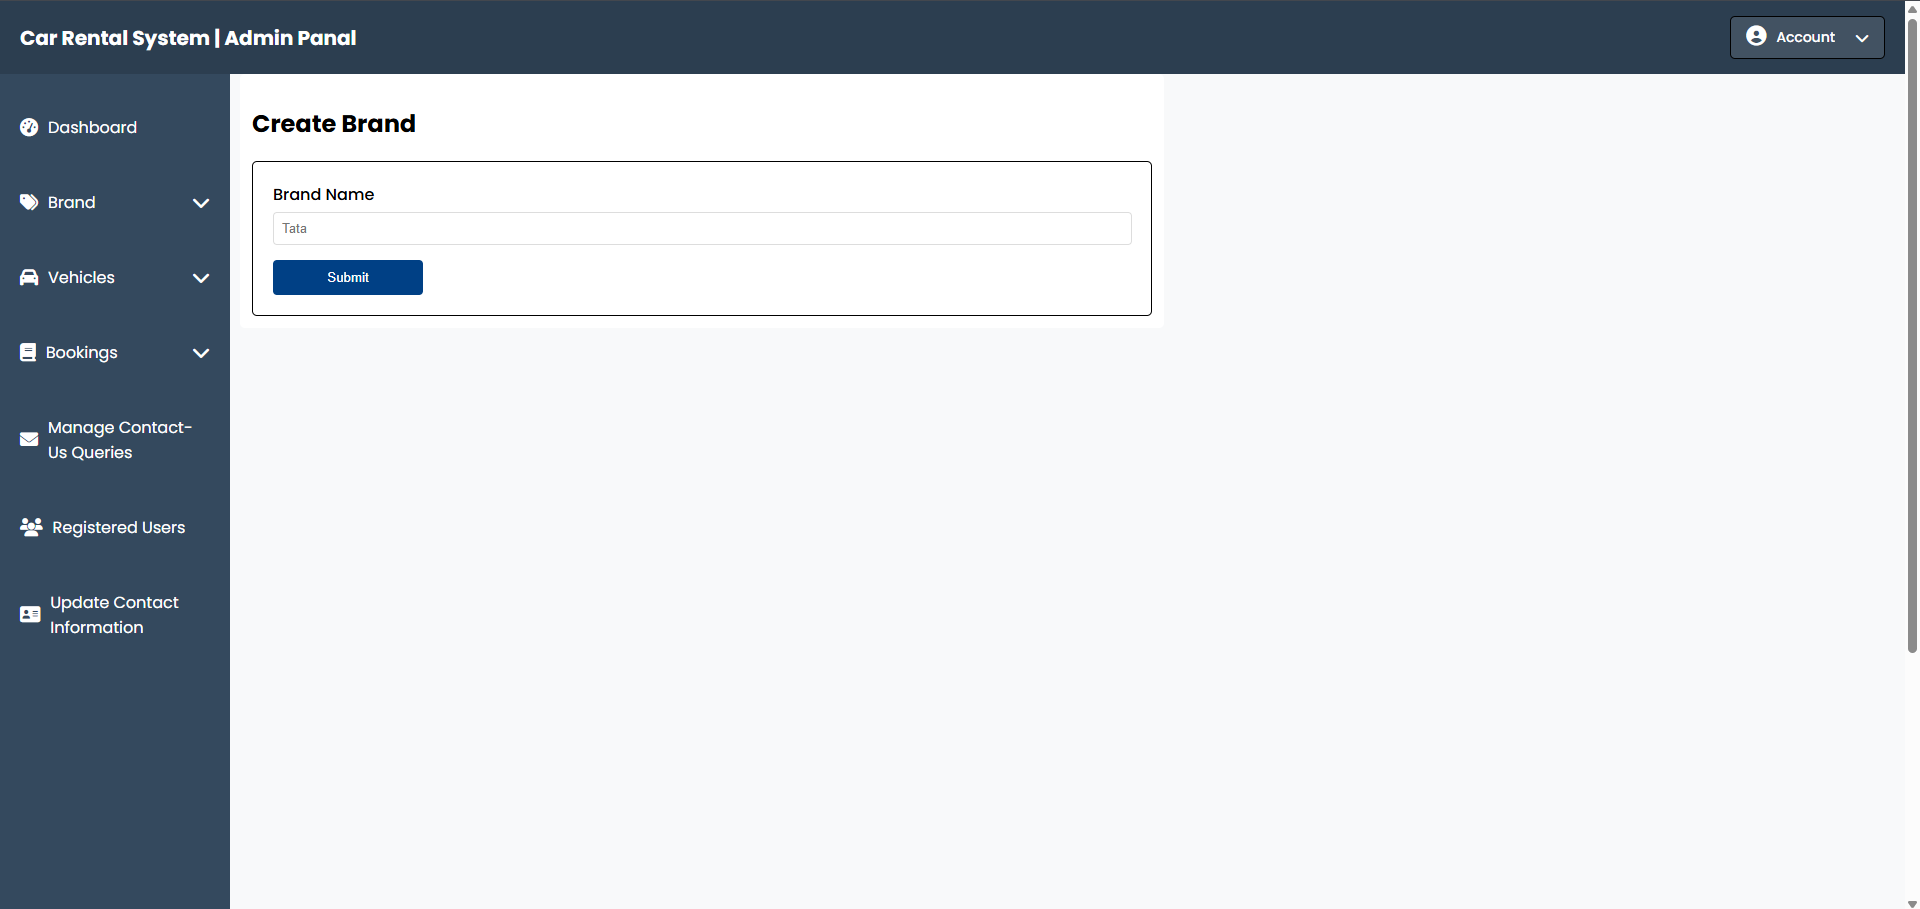 Car Rental System | Admin Panal
Account
Dashboard
Brand
Vehicles
Bookings
Manage Contact-
Us Queries
Registered Users
Update Contact
Information
Create Brand
Brand Name
Tata
Submit